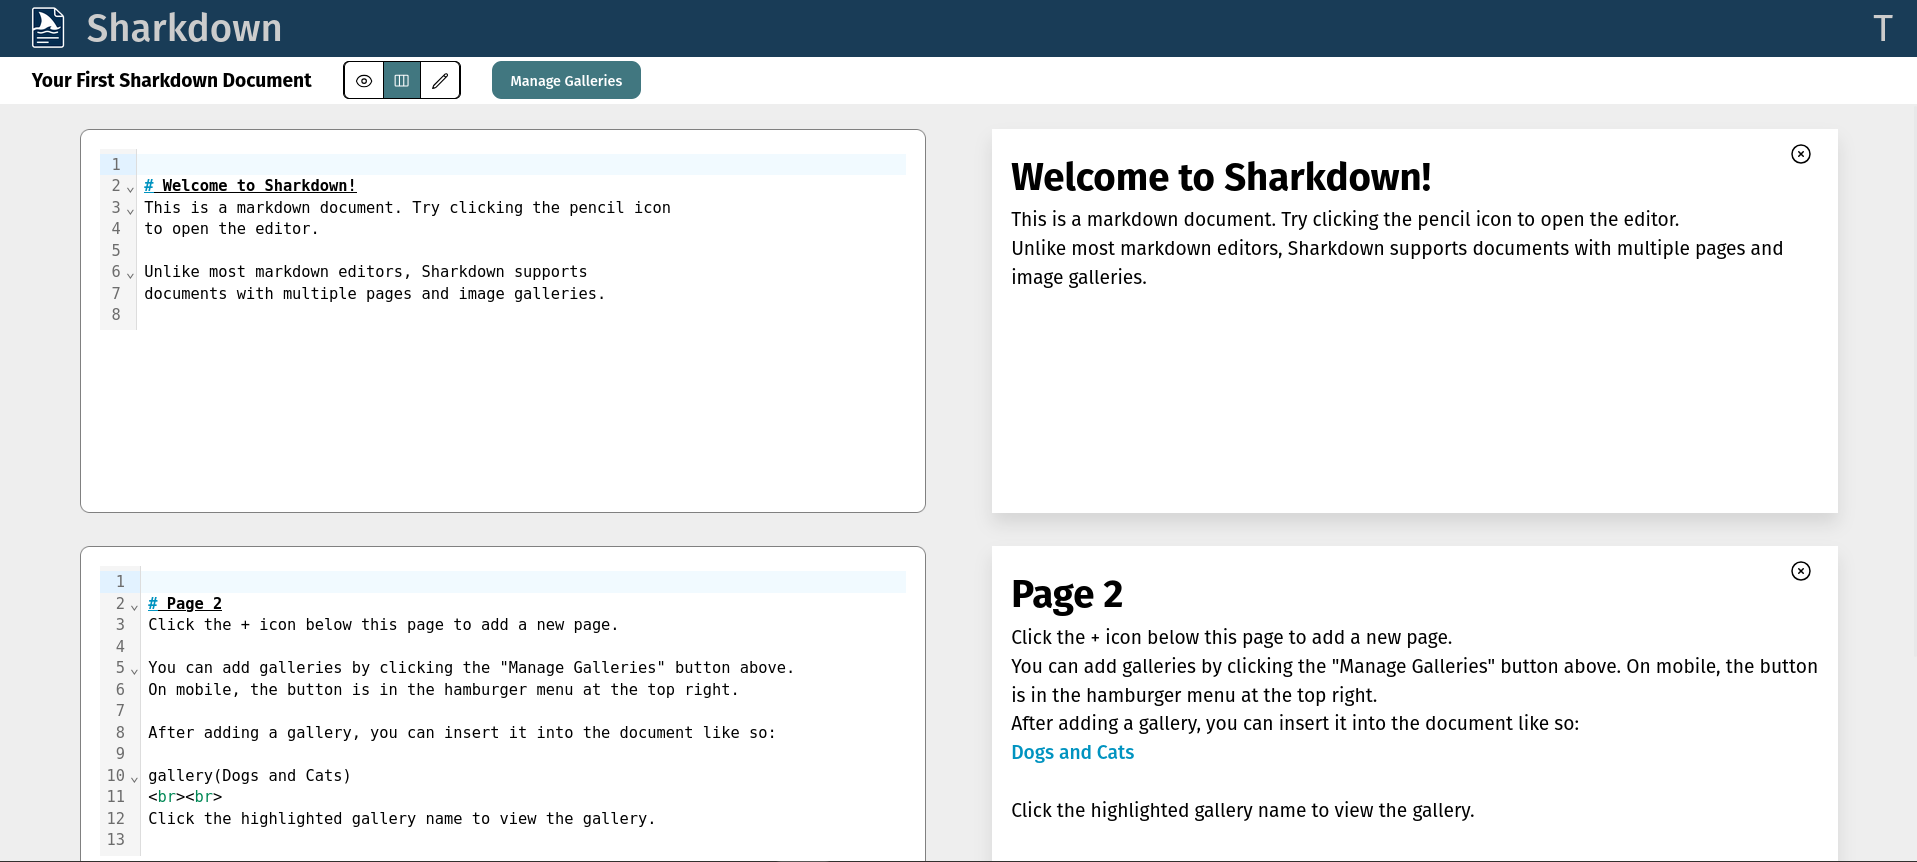 Sharkdown
T
Your First Sharkdown Document
Manage Galleries
1
2 # Welcome to Sharkdown!
3 This is a markdown document. Try clicking the pencil icon
4 to open the editor.
5
6 Unlike most markdown editors, Sharkdown supports
7 documents with multiple pages and image galleries.
8
Welcome to Sharkdown!
This is a markdown document. Try clicking the pencil icon to open the editor.
Unlike most markdown editors, Sharkdown supports documents with multiple pages and
image galleries.
1
2 # Page 2
3 Click the + icon below this page to add a new page.
4
5 You can add galleries by clicking the "Manage Galleries" button above.
6 On mobile, the button is in the hamburger menu at the top right.
7
8 After adding a gallery, you can insert it into the document like so:
9
10 gallery(Dogs and Cats)
11 <br><br>
12 Click the highlighted gallery name to view the gallery.
13
Page 2
Click the + icon below this page to add a new page.
You can add galleries by clicking the "Manage Galleries" button above. On mobile, the button
is in the hamburger menu at the top right.
After adding a gallery, you can insert it into the document like so:
Dogs and Cats
Click the highlighted gallery name to view the gallery.